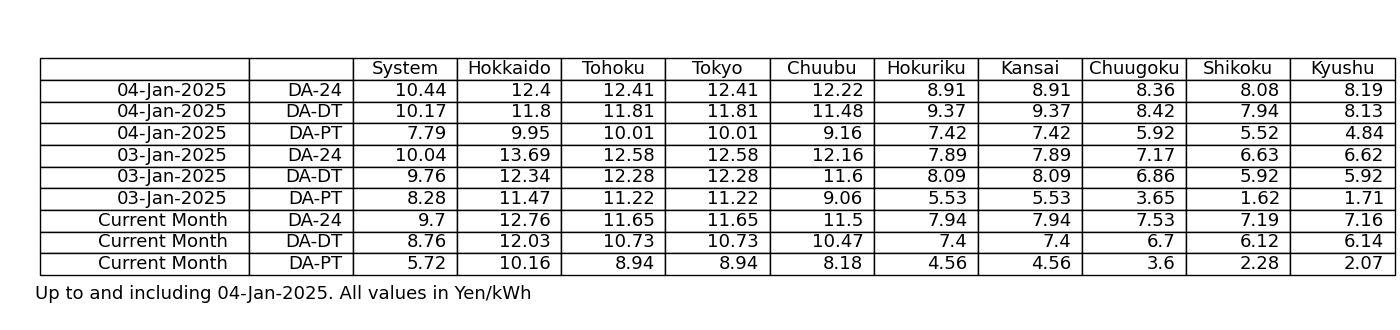 System Hokkaido Tohoku Tokyo Chuubu Hokuriku Kansai Chuugoku Shikoku Kyushu
04-Jan-2025 DA-24 10.44 12.4 12.41 12.41 12.22 8.91 8.91 8.36 8.08 8.19
04-Jan-2025 DA-DT 10.17 11.8 11.81 11.81 11.48 9.37 9.37 8.42 7.94 8.13
04-Jan-2025 DA-PT 7.79 9.95 10.01 10.01 9.16 7.42 7.42 5.92 5.52 4.84
03-Jan-2025 DA-24 10.04 13.69 12.58 12.58 12.16 7.89 7.89 7.17 6.63 6.62
03-Jan-2025 DA-DT 9.76 12.34 12.28 12.28 11.6 8.09 8.09 6.86 5.92 5.92
03-Jan-2025 DA-PT 8.28 11.47 11.22 11.22 9.06 5.53 5.53 3.65 1.62 1.71
Current Month DA-24 9.7 12.76 11.65 11.65 11.5 7.94 7.94 7.53 7.19 7.16
Current Month DA-DT 8.76 12.03 10.73 10.73 10.47 7.4 7.4 6.7 6.12 6.14
Current Month DA-PT 5.72 10.16 8.94 8.94 8.18 4.56 4.56 3.6 2.28 2.07
Up to and including 04-Jan-2025. All values in Yen/kWh